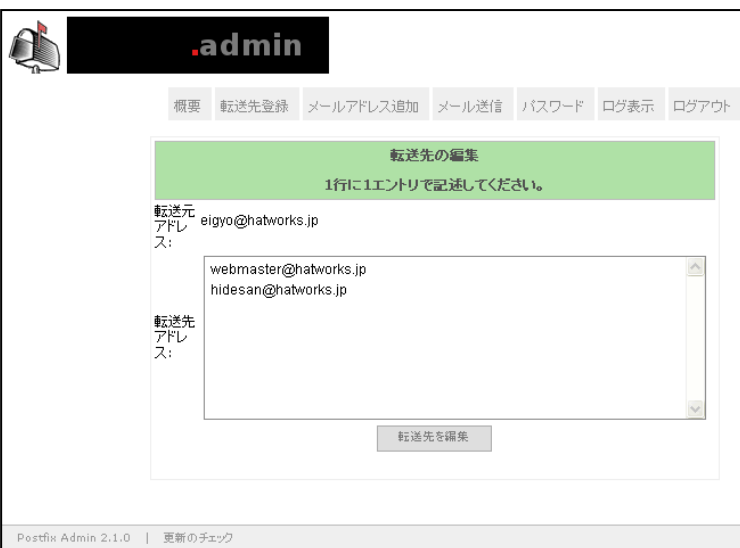 .admin
概要 転送先登録 メールアドレス追加 メール送信 パスワード ログ表示 ログアウト
転送先の編集
1行に1エントリで記述してください。
転送元
アドレ
ス:
eigyo@hatworks.jp
webmaster@hatworks.jp
hidesan@hatworks.jp
転送先
アドレ
ス:
転送先を編集
Postfix Admin 2.1.0 | 更新のチェック